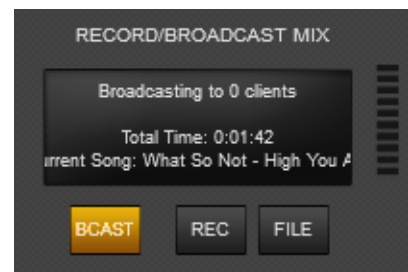 RECORD/BROADCAST MIX
Broadcasting to 0 clients
Total Time: 0:01:42
urrent Song: What So Not - High You A
BCAST REC FILE